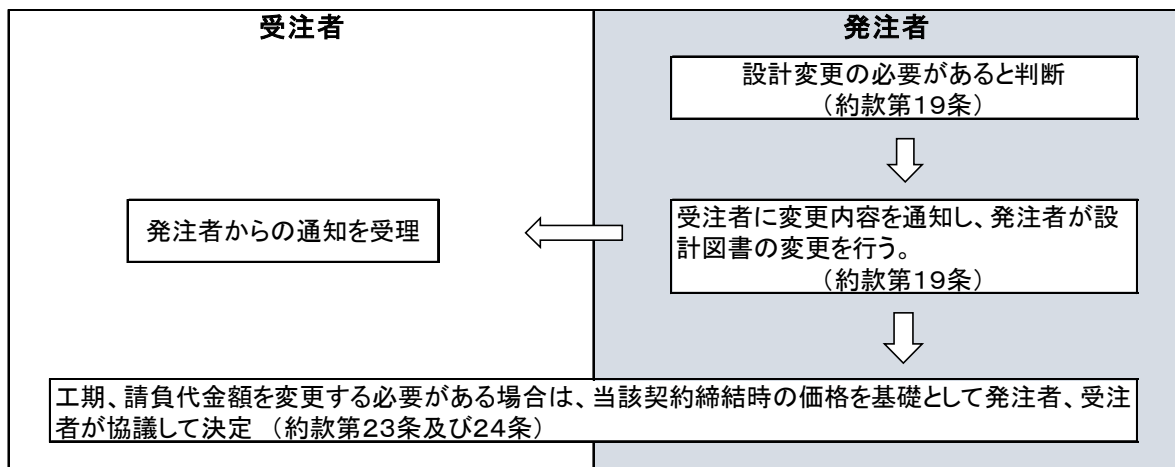 受注者
発注者
設計変更の必要があると判断
（約款第１９条）
発注者からの通知を受理
受注者に変更内容を通知し、発注者が設
計図書の変更を行う。
（約款第１９条）
工期、請負代金額を変更する必要がある場合は、当該契約締結時の価格を基礎として発注者、受注
者が協議して決定　（約款第２３条及び２４条）